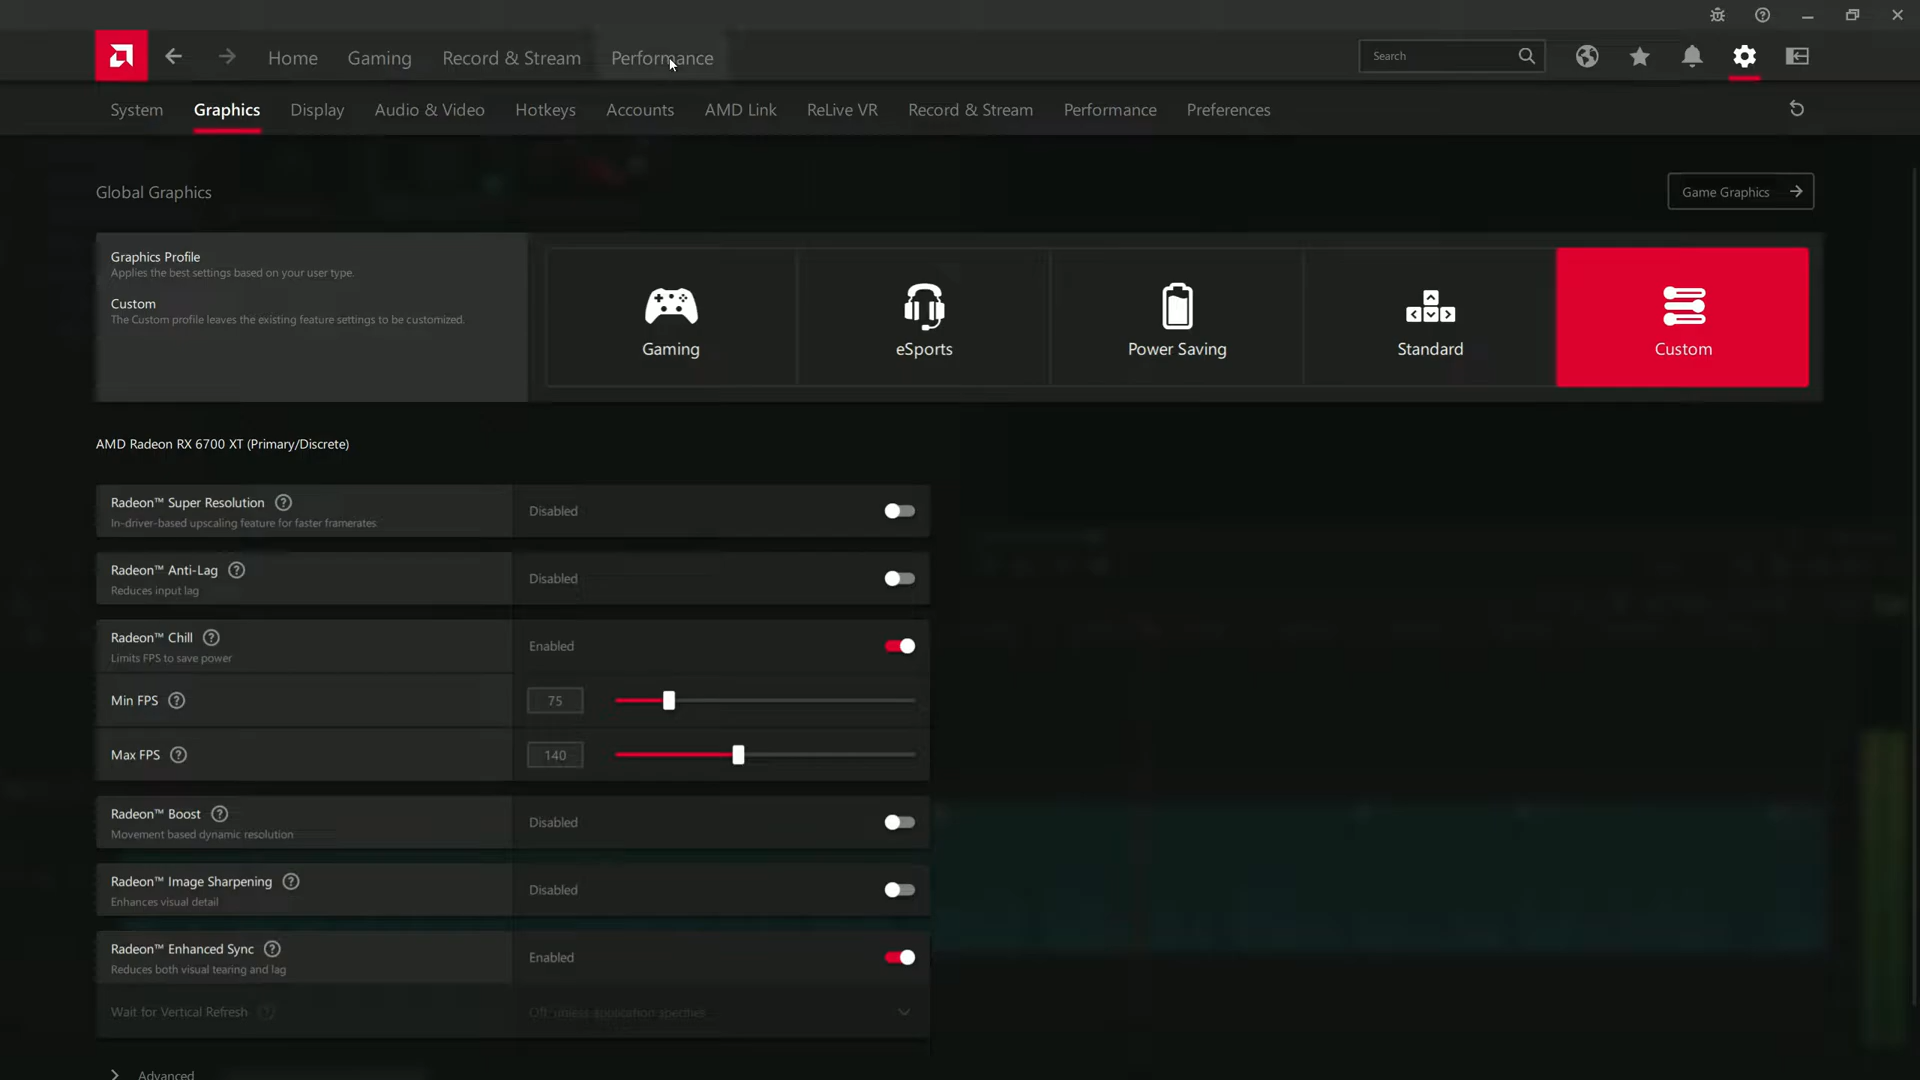 Home Gaming Record & Stream Performance Search
System Graphics Display Audio & Video Hotkeys Accounts AMD Link ReLive VR Record & Stream Performance Preferences
Global Graphics
Game Graphics
Graphics Profile
Applies the best settings based on your user type.
Custom
The Custom profile leaves the existing feature settings to be customized.
Gaming
eSports
Power Saving
Standard
Custom
AMD Radeon RX 6700 XT (Primary/Discrete)
Radeon™ Super Resolution
In-driver-based upscaling feature for faster framerates.
Disabled
Radeon™ Anti-Lag
Reduces input lag
Disabled
Radeon™ Chill
Limits FPS to save power
Enabled
Min FPS
75
Max FPS
140
Radeon™ Boost
Movement based dynamic resolution
Disabled
Radeon™ Image Sharpening
Enhances visual detail
Disabled
Radeon™ Enhanced Sync
Reduces both visual tearing and lag
Enabled
Wait for Vertical Refresh
Off, unless application specifies
Advanced